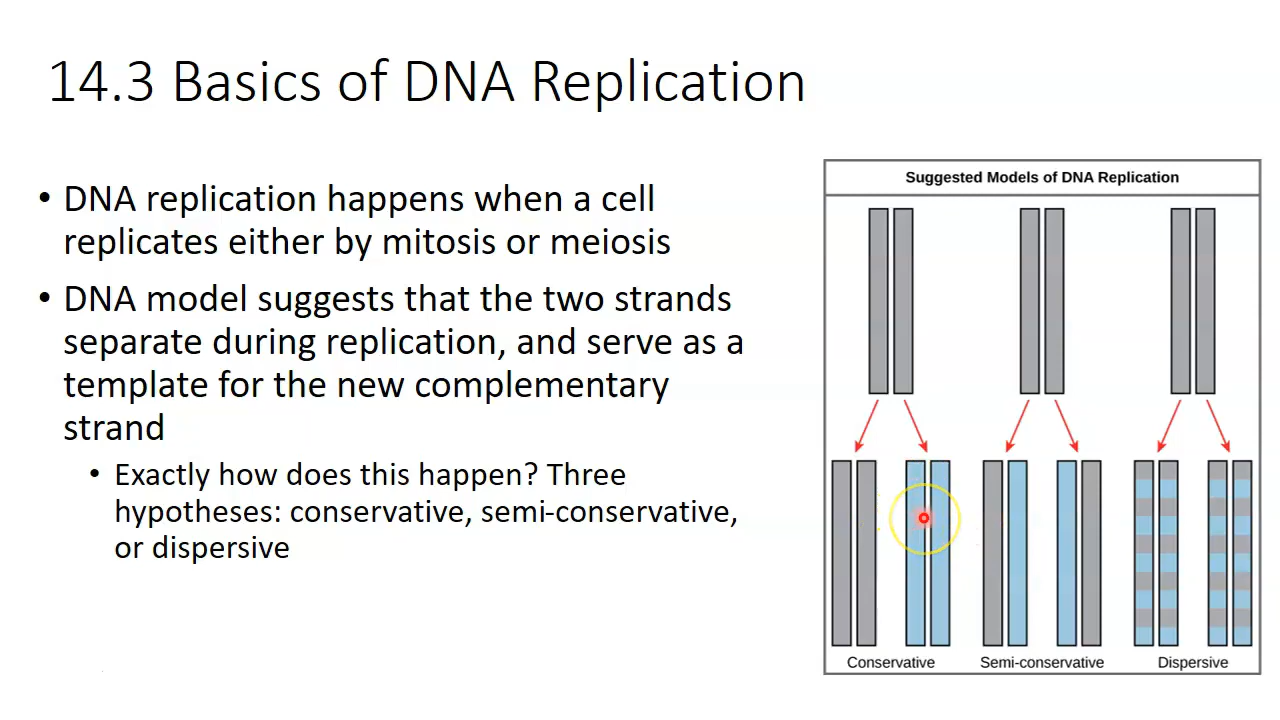 14.3 Basics of DNA Replication
• DNA replication happens when a cell
replicates either by mitosis or meiosis
• DNA model suggests that the two strands
separate during replication, and serve as a
template for the new complementary
strand
• Exactly how does this happen? Three
hypotheses: conservative, semi-conservative,
or dispersive
Suggested Models of DNA Replication
Conservative
Semi-conservative
Dispersive